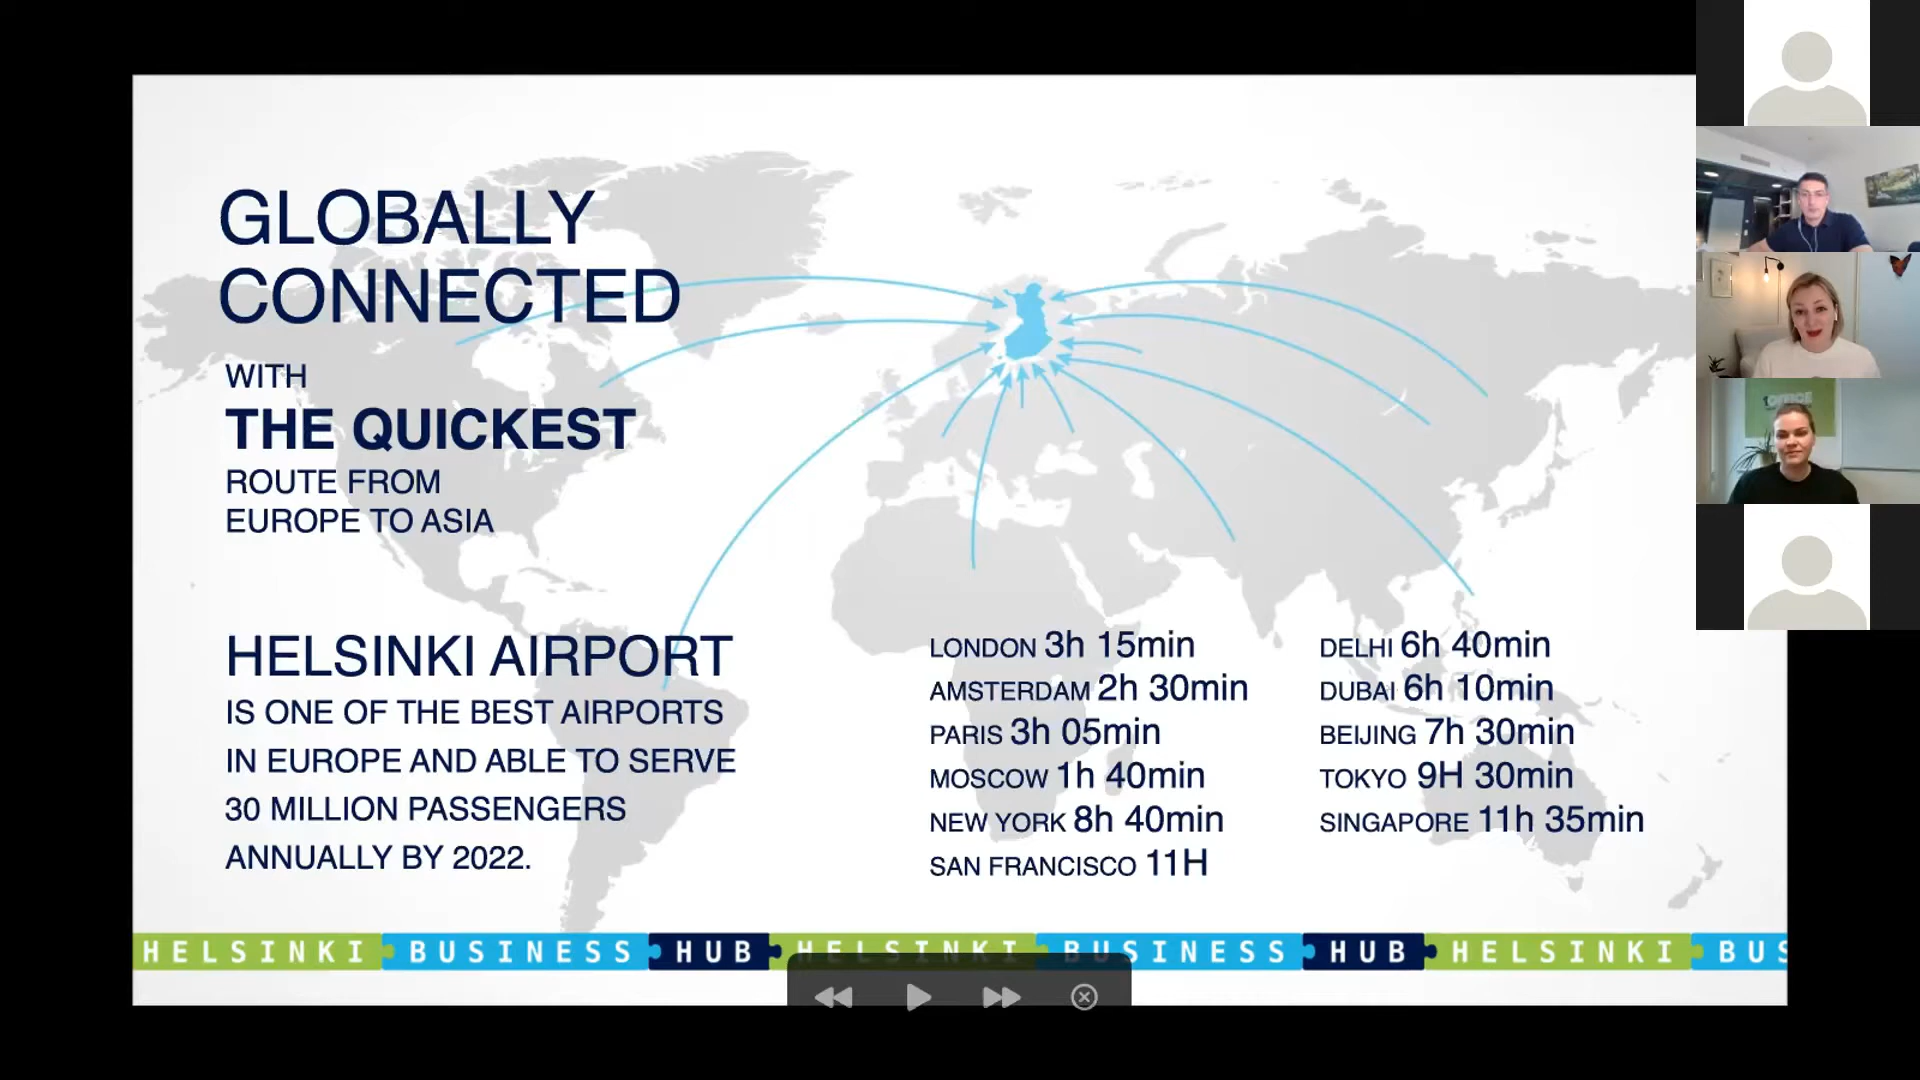 GLOBALLY
CONNECTED
WITH
THE QUICKEST
ROUTE FROM
EUROPE TO ASIA
HELSINKI AIRPORT
IS ONE OF THE BEST AIRPORTS
IN EUROPE AND ABLE TO SERVE
30 MILLION PASSENGERS
ANNUALLY BY 2022.
LONDON 3h 15min
AMSTERDAM 2h 30min
PARIS 3h 05min
MOSCOW 1h 40min
NEW YORK 8h 40min
SAN FRANCISCO 11H
DELHI 6h 40min
DUBAI 6h 10min
BEIJING 7h 30min
TOKYO 9H 30min
SINGAPORE 11h 35min
HELSINKI BUSINESS HUB HELSINKI BUSINESS HUB HELSINKI BUS
1OFFICE